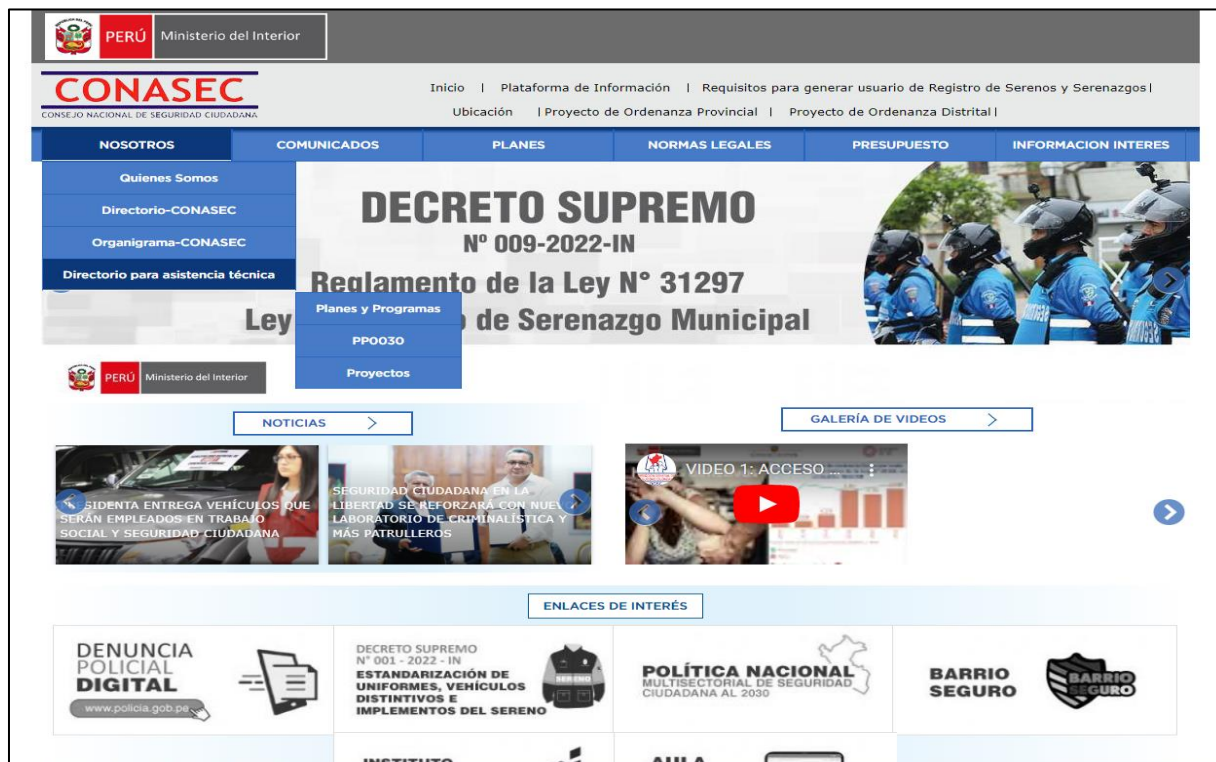 PERÚ Ministerio del Interior
CONASEC
CONSEJO NACIONAL DE SEGURIDAD CIUDADANA
Inicio | Plataforma de Información | Requisitos para generar usuario de Registro de Serenos y Serenazgos|
Ubicación |Proyecto de Ordenanza Provincial | Proyecto de Ordenanza Distrital|
NOSOTROS COMUNICADOS PLANES NORMAS LEGALES PRESUPUESTO INFORMACION INTERES
Quienes Somos
Directorio-CONASEC
Organigrama-CONASEC
Directorio para asistencia técnica
Planes y Programas
PP0030
Proyectos
DECRETO SUPREMO
Nº 009-2022-IN
Reglamento de la Ley N° 31297
Ley de Serenazgo Municipal
PERÚ Ministerio del Interior
NOTICIAS >
GALERÍA DE VIDEOS >
SIDENTA ENTREGA VEHÍCULOS QUE
SERÁN EMPLEADOS EN TRABAJO
SOCIAL Y SEGURIDAD CIUDADANA
SEGURIDAD CIUDADANA EN LA
LIBERTAD SE REFORZARÁ CON NUEV
LABORATORIO DE CRIMINALÍSTICA Y
MÁS PATRULLEROS
VIDEO 1: ACCESO ...
ENLACES DE INTERÉS
DENUNCIA
POLICIAL
DIGITAL
www.policia.gob.pe
DECRETO SUPREMO
N° 001 - 2022 - IN
ESTANDARIZACIÓN DE
UNIFORMES, VEHÍCULOS
DISTINTIVOS E
IMPLEMENTOS DEL SERENO
SERENO
POLÍTICA NACIONAL
MULTISECTORIAL DE SEGURIDAD
CIUDADANA AL 2030
BARRIO
SEGURO
BARRIO
SEGURO
INSTITUTO
AULA